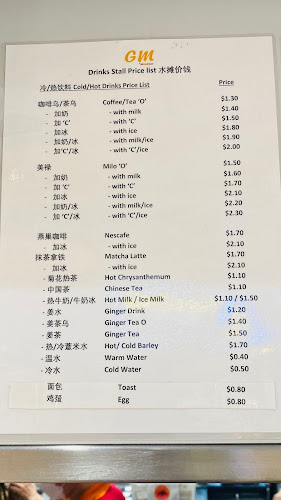 GM
Drinks Stall Price list 水摊价钱
冷/热饮料 Cold/Hot Drinks Price List Price
咖啡乌/茶乌 Coffee/Tea ‘O’ $1.30
- 加奶 - with milk $1.40
- 加 ‘C’ - with ‘C’ $1.50
- 加冰 - with ice $1.80
- 加奶/冰 - with milk/ice $1.90
- 加‘C’/冰 - with ‘C’/ice $2.00
美禄 Milo ‘O’ $1.50
- 加奶 - with milk $1.60
- 加 ‘C’ - with ‘C’ $1.70
- 加冰 - with ice $2.10
- 加奶/冰 - with milk/ice $2.20
- 加 ‘C’/冰 - with ‘C’/ice $2.30
燕巢咖啡 Nescafe $1.70
- 加冰 - with ice $2.10
抹茶拿铁 Matcha Latte $1.70
- 加冰 - with ice $2.10
- 菊花热茶 Hot Chrysanthemum $1.10
- 中国茶 Chinese Tea $1.10
- 热牛奶/牛奶冰 Hot Milk / Ice Milk $1.10 / $1.50
- 姜水 Ginger Drink $1.20
- 姜茶乌 Ginger Tea O $1.40
- 姜茶 Ginger Tea $1.50
- 热/冷薏米水 Hot/ Cold Barley $1.70
- 温水 Warm Water $0.40
- 冷水 Cold Water $0.50
面包 Toast $0.80
鸡蛋 Egg $0.80